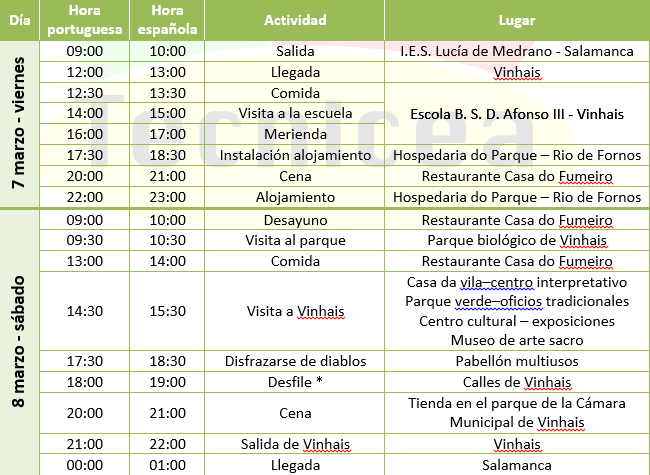 Día Hora portuguesa Hora española Actividad Lugar
7 marzo - viernes
09:00 10:00 Salida I.E.S. Lucía de Medrano - Salamanca
12:00 13:00 Llegada Vinhais
12:30 13:30 Comida
14:00 15:00 Visita a la escuela Escola B. S. D. Afonso III - Vinhais
16:00 17:00 Merienda
17:30 18:30 Instalación alojamiento Hospedaria do Parque – Rio de Fornos
20:00 21:00 Cena Restaurante Casa do Fumeiro
22:00 23:00 Alojamiento Hospedaria do Parque – Rio de Fornos
8 marzo - sábado
09:00 10:00 Desayuno Restaurante Casa do Fumeiro
09:30 10:30 Visita al parque Parque biológico de Vinhais
13:00 14:00 Comida Restaurante Casa do Fumeiro
14:30 15:30 Visita a Vinhais Casa da vila–centro interpretativo
Parque verde–oficios tradicionales
Centro cultural – exposiciones
Museo de arte sacro
17:30 18:30 Disfrazarse de diablos Pabellón multiusos
18:00 19:00 Desfile * Calles de Vinhais
20:00 21:00 Cena Tienda en el parque de la Cámara
Municipal de Vinhais
21:00 22:00 Salida de Vinhais Vinhais
00:00 01:00 Llegada Salamanca
Tecnicea